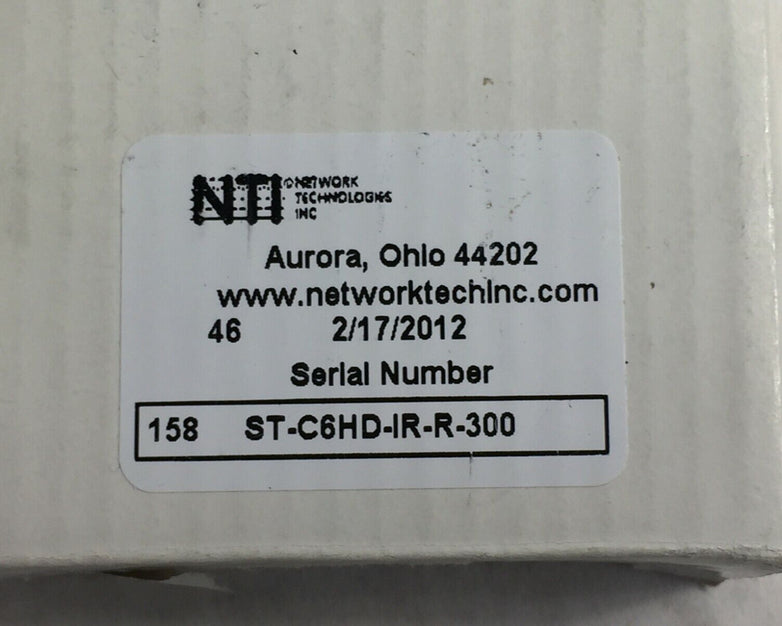 NTI NETWORK
TECHNOLOGIES
INC
Aurora, Ohio 44202
www.networktechinc.com
46 2/17/2012
Serial Number
158 ST-C6HD-IR-R-300